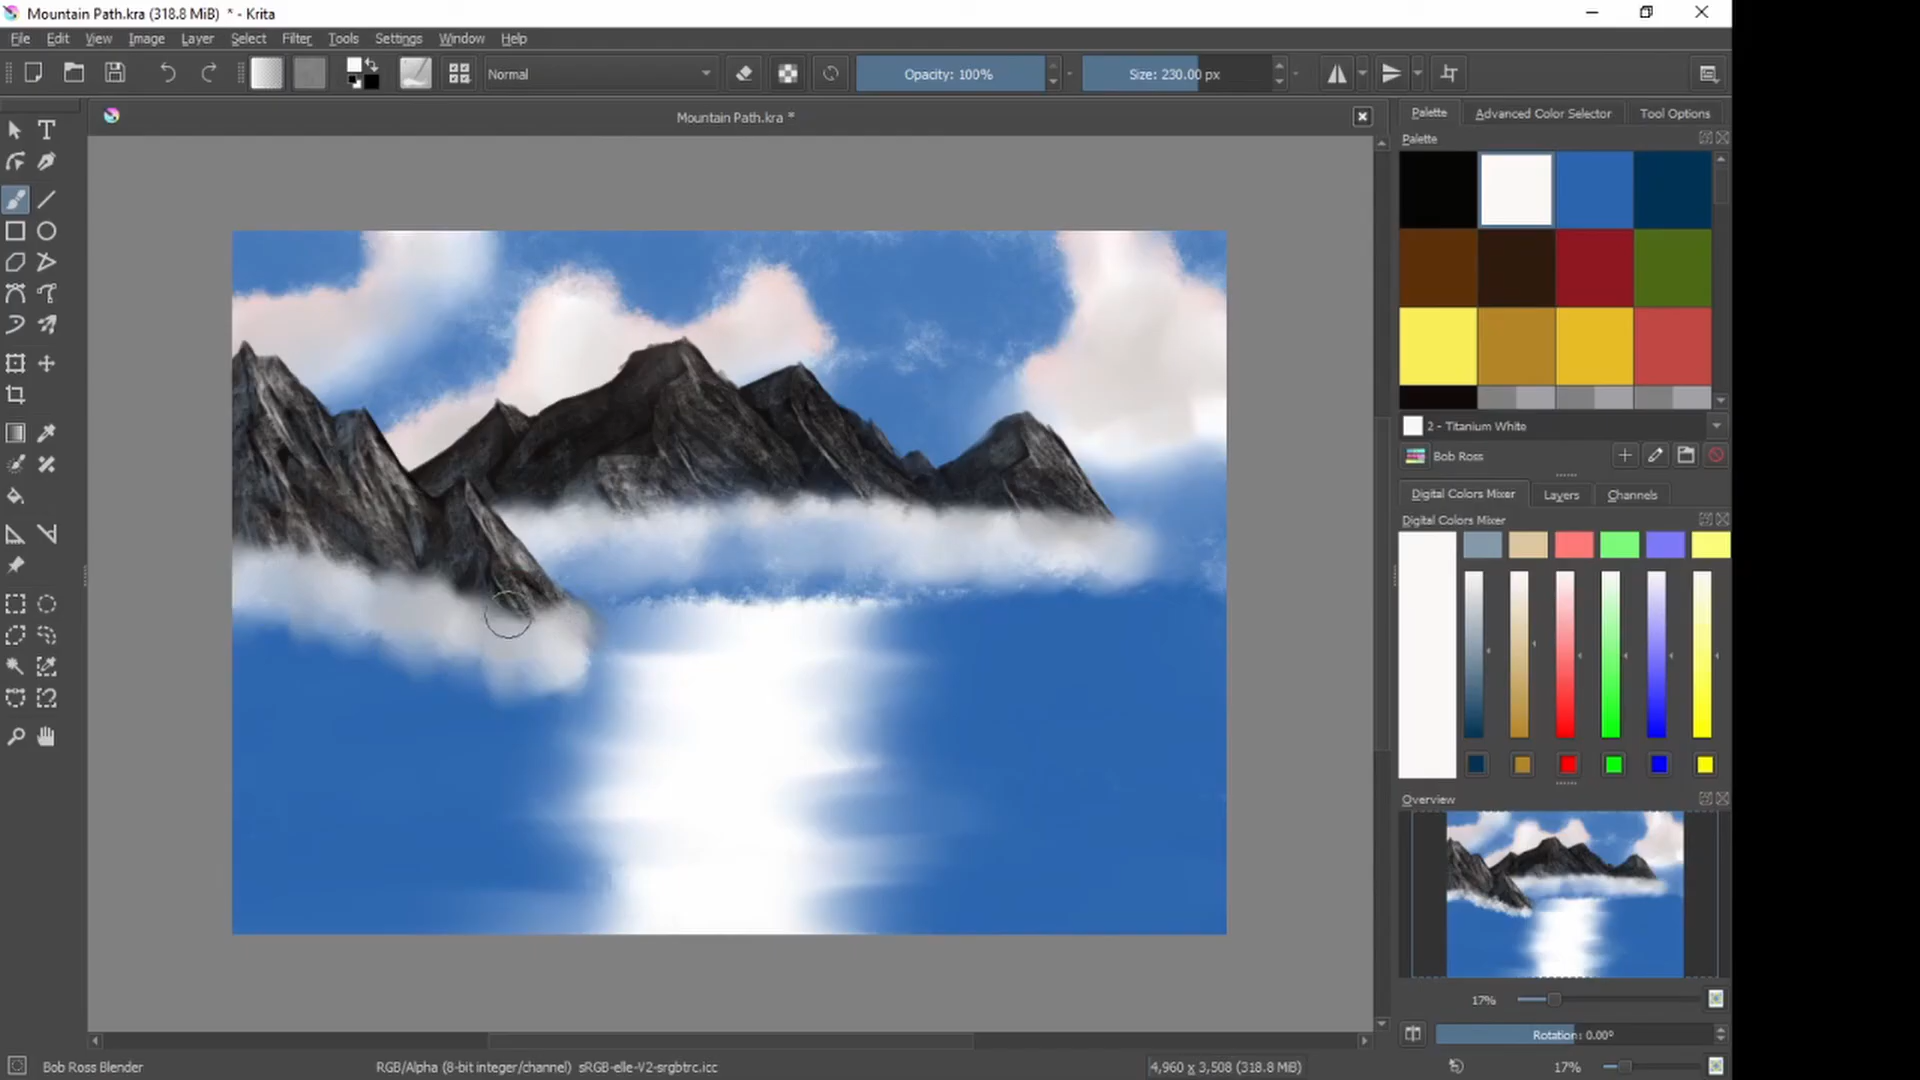 Mountain Path.kra (318.8 MiB) * - Krita
File Edit View Image Layer Select Filter Tools Settings Window Help
Normal Opacity: 100% Size: 230.00 px
Mountain Path.kra *
Palette Advanced Color Selector Tool Options
Palette
2 - Titanium White
Bob Ross
Digital Colors Mixer Layers Channels
Digital Colors Mixer
Overview
17%
Rotation: 0.00°
Bob Ross Blender RGB/Alpha (8-bit integer/channel) sRGB-elle-V2-srgbtrc.icc 4,960 x 3,508 (318.8 MiB) 17%